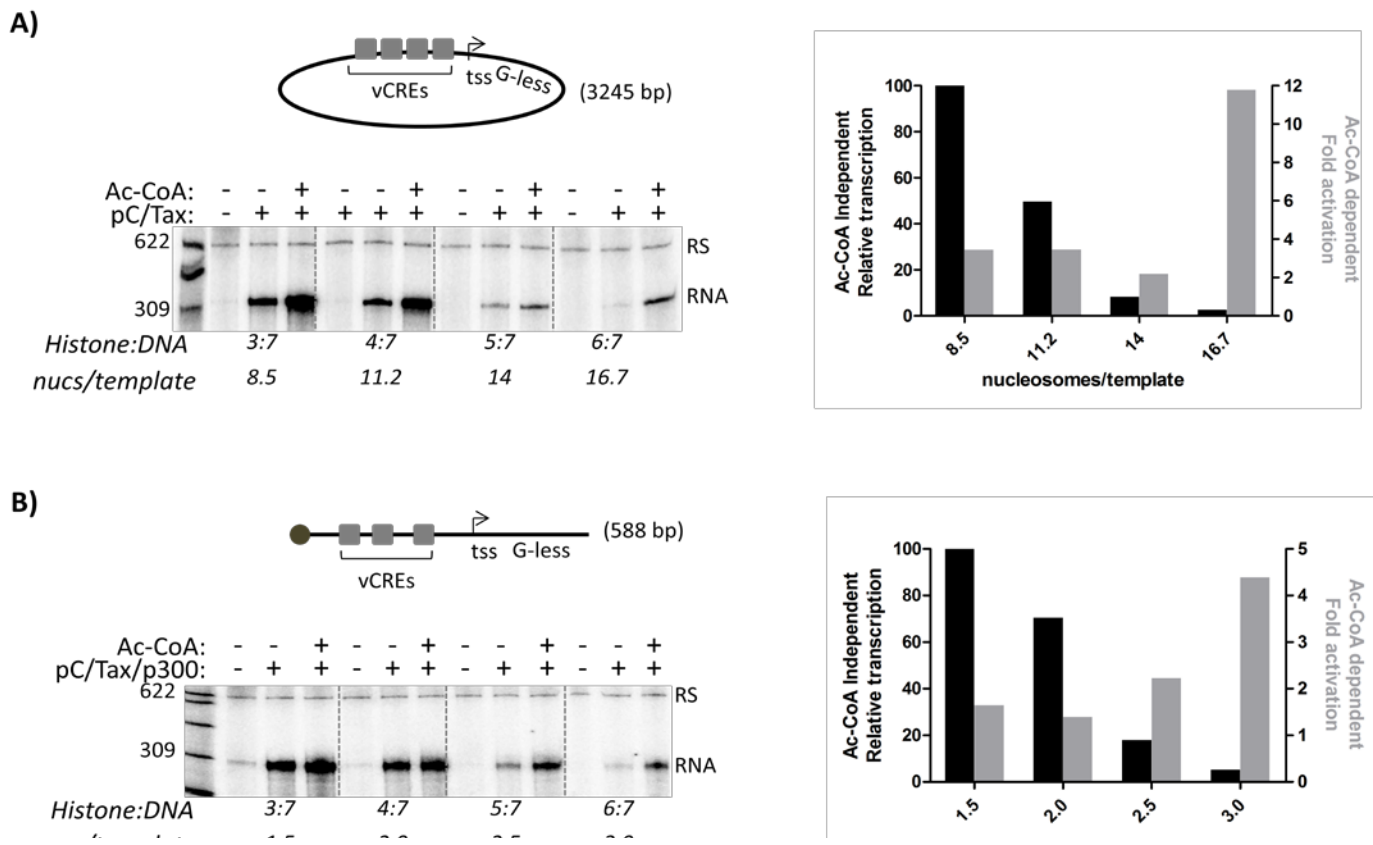 A)
tss G-less
vCREs
(3245 bp)
Ac-CoA: - - + - - + - - + - - +
pC/Tax: - + + + + + - + + - + +
622
RS
309
RNA
Histone:DNA 3:7 4:7 5:7 6:7
nucs/template 8.5 11.2 14 16.7
Ac-CoA Independent
Relative transcription
100
80
60
40
20
0
12
10
8
6
4
2
0
Ac-CoA dependent
Fold activation
8.5 11.2 14 16.7
nucleosomes/template
B)
(588 bp)
tss G-less
vCREs
Ac-CoA: - - + - - + - - + - - +
pC/Tax/p300: - + + - + + - + + - + +
622
RS
309
RNA
Histone:DNA 3:7 4:7 5:7 6:7
Ac-CoA Independent
Relative transcription
100
80
60
40
20
0
5
4
3
2
1
0
Ac-CoA dependent
Fold activation
1.5 2.0 2.5 3.0